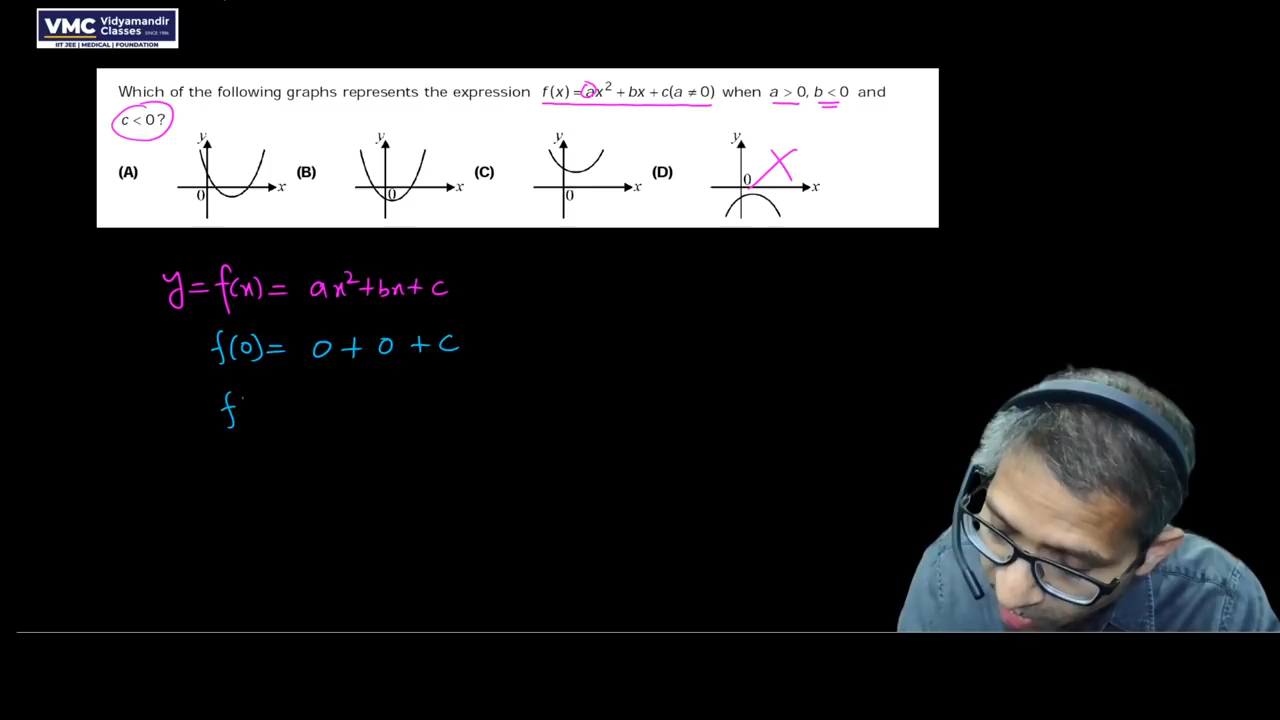 VMC Vidyamandir Classes SINCE 1986
IIT JEE | MEDICAL | FOUNDATION
Which of the following graphs represents the expression f(x) = ax² + bx + c(a ≠ 0) when a > 0, b < 0 and
c < 0?
(A) y x 0 (B) y x 0 (C) y x 0 (D) y x 0
y = f(x) = ax² + bx + c
f(0) = 0 + 0 + c
f